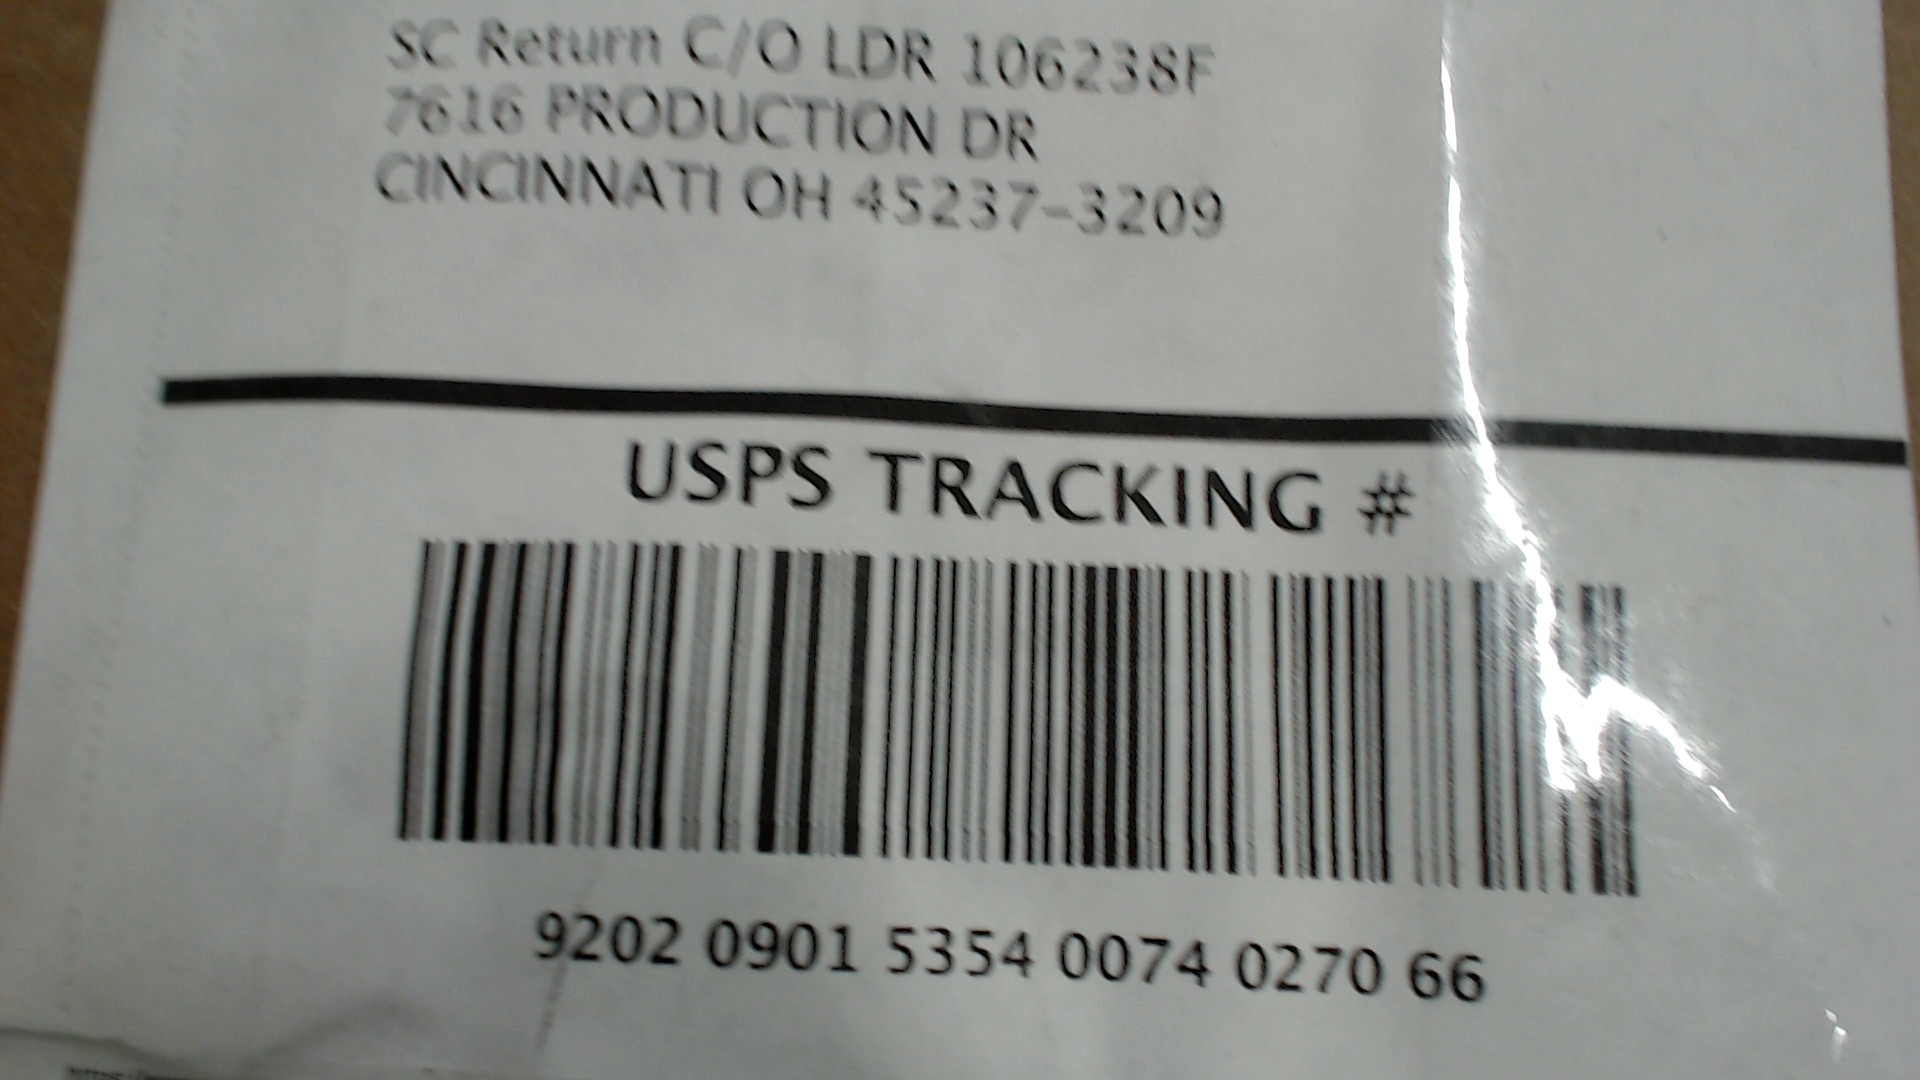 SC Return C/O LDR 106238F
7616 PRODUCTION DR
CINCINNATI OH 45237-3209
USPS TRACKING #
9202 0901 5354 0074 0270 66